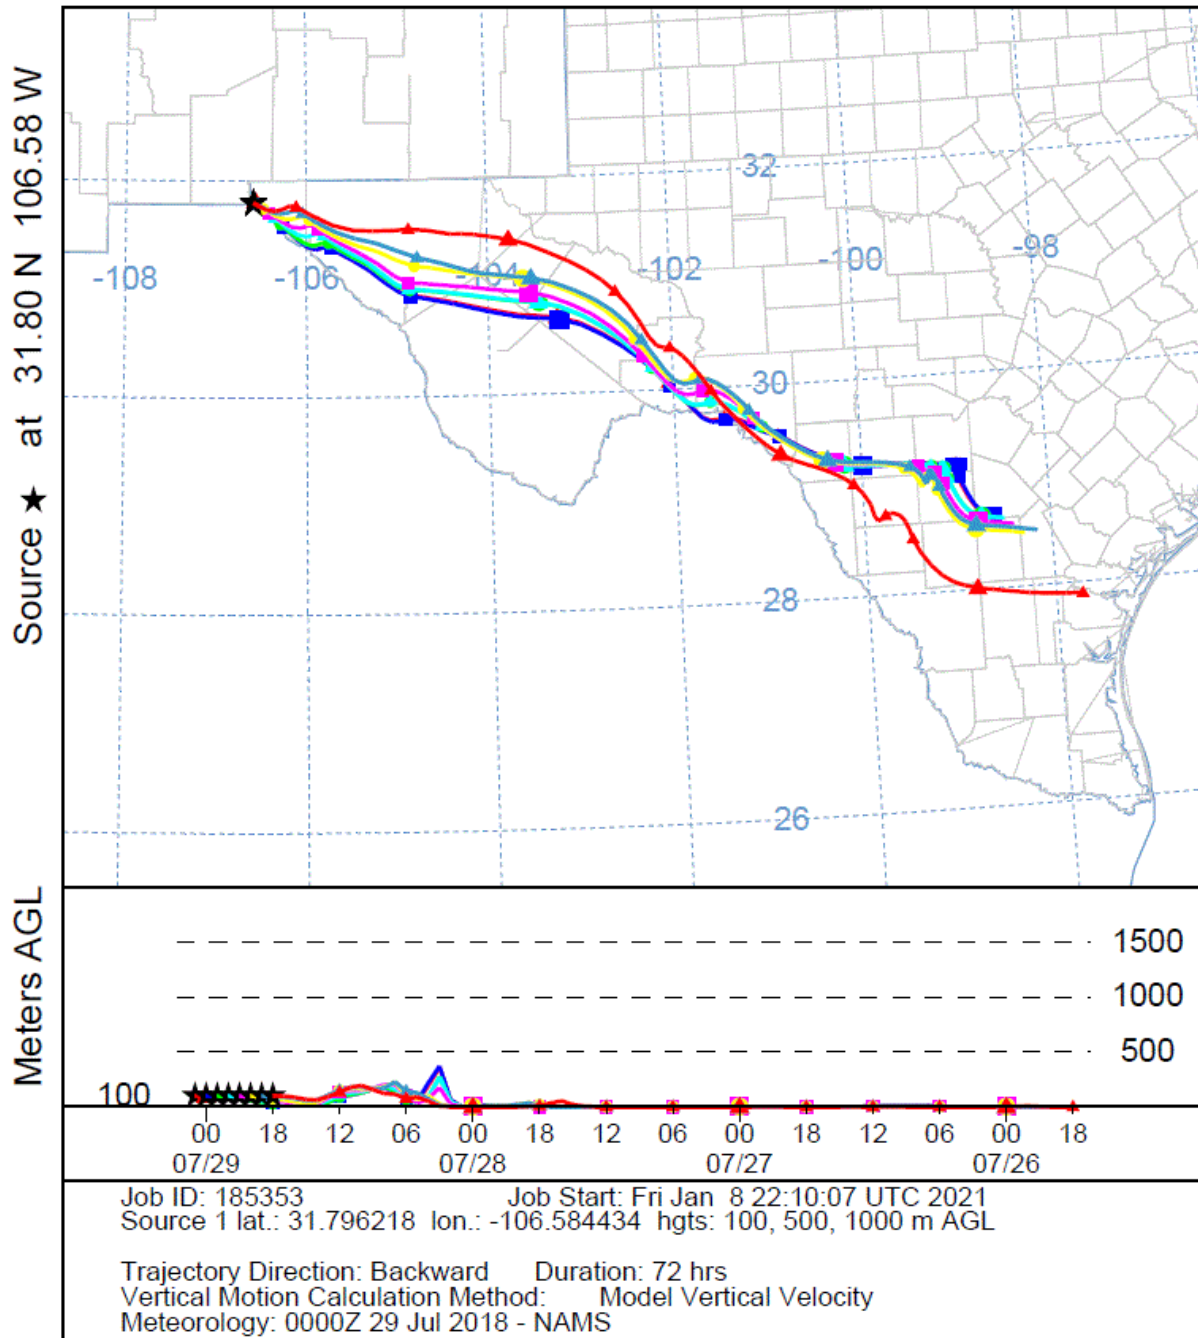 Source ★ at 31.80 N 106.58 W
32
-108
-106
-104
-102
-100
-98
30
28
26
Meters AGL
1500
1000
500
100
00 18 12 06 00 18 12 06 00 18 12 06 00 18
07/29 07/28 07/27 07/26
Job ID: 185353 Job Start: Fri Jan 8 22:10:07 UTC 2021
Source 1 lat.: 31.796218 lon.: -106.584434 hgts: 100, 500, 1000 m AGL
Trajectory Direction: Backward Duration: 72 hrs
Vertical Motion Calculation Method: Model Vertical Velocity
Meteorology: 0000Z 29 Jul 2018 - NAMS